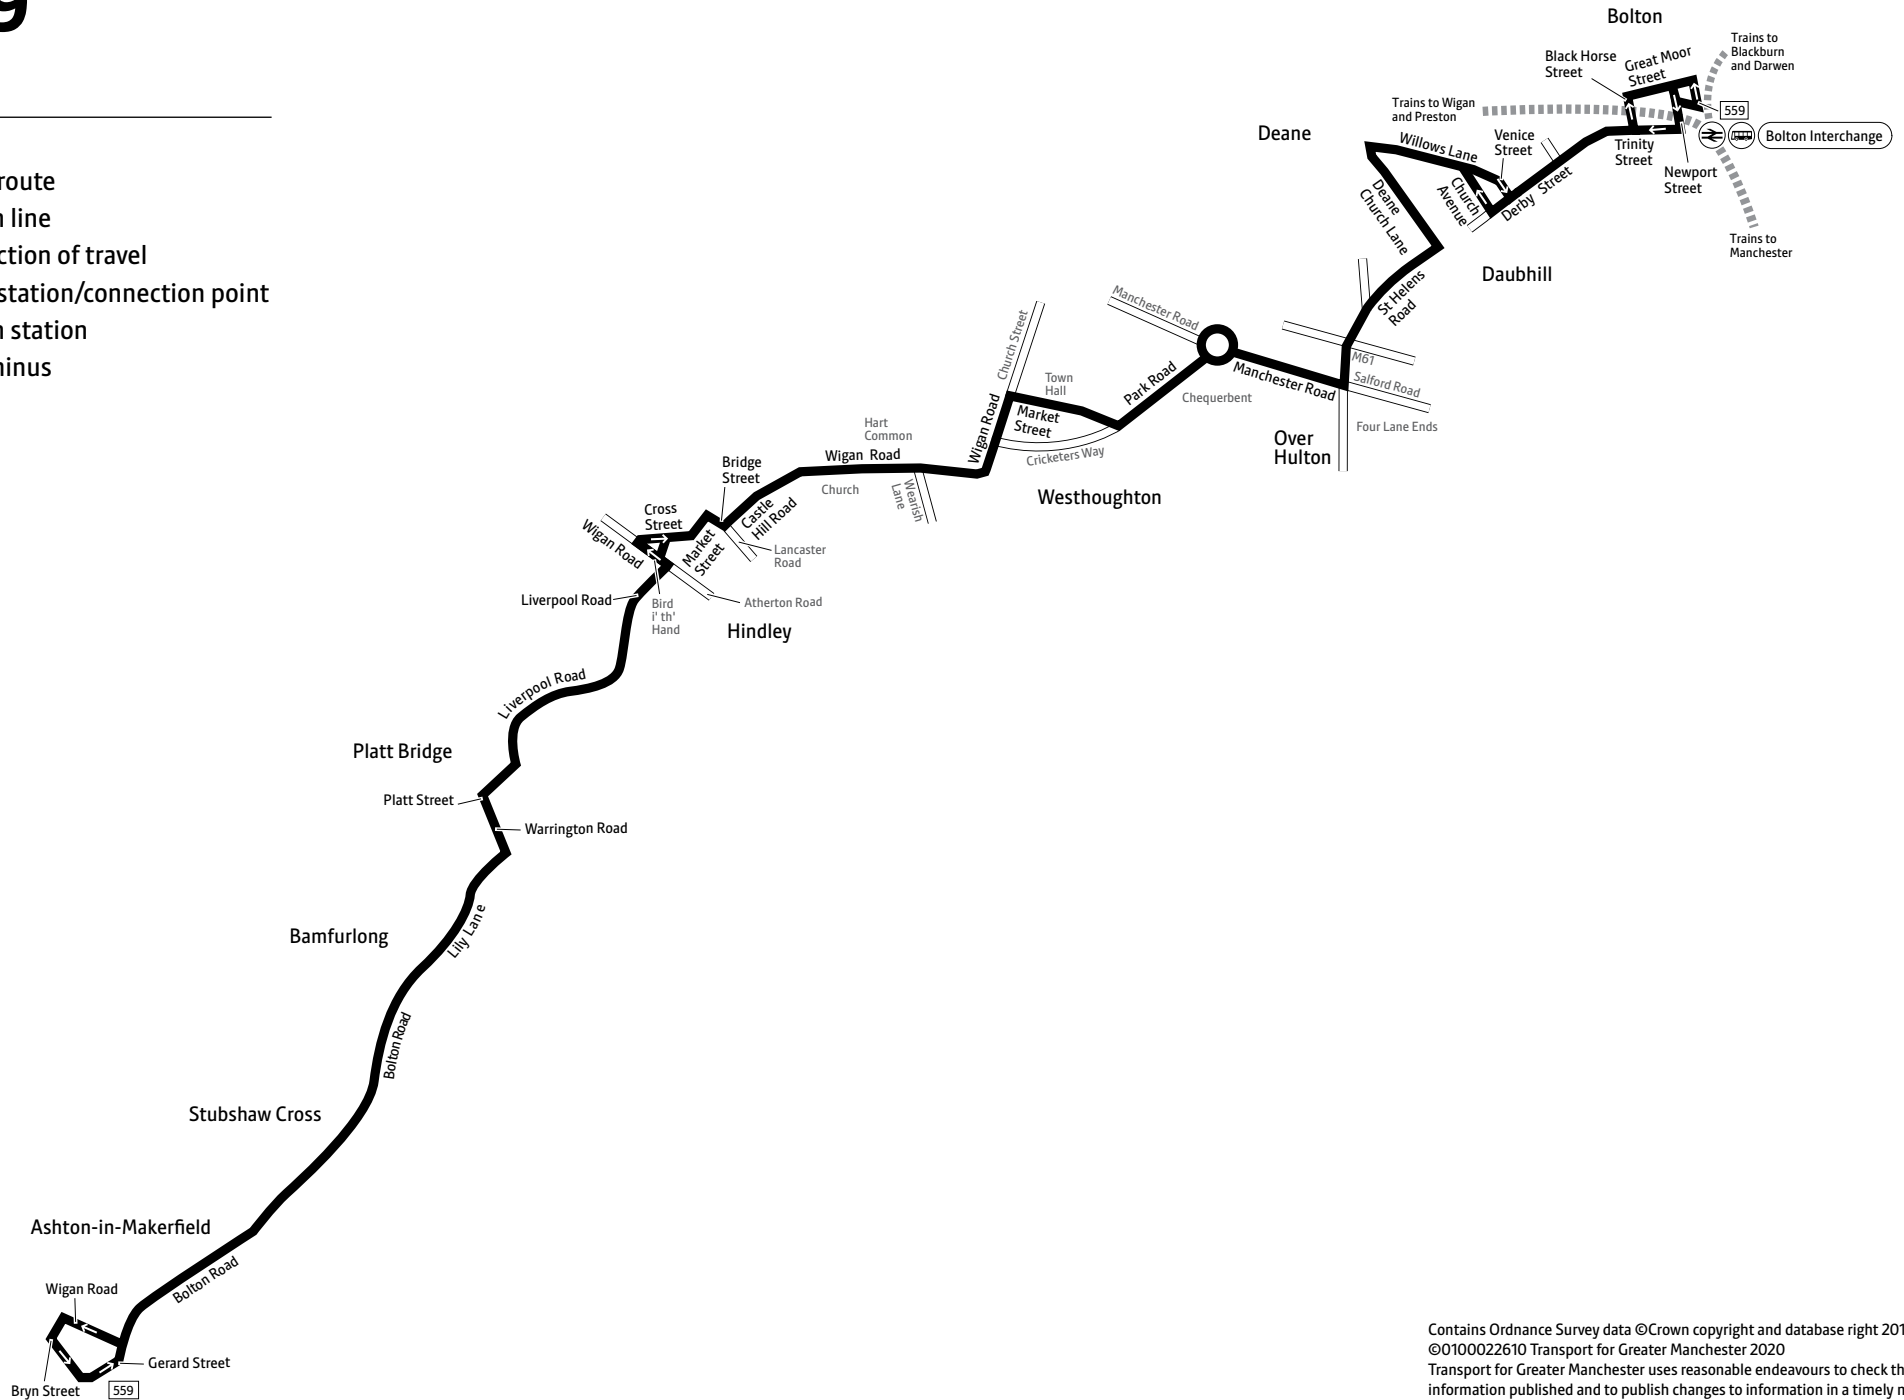 g
route
n line
ction of travel
station/connection point
n station
minus
Bolton
Trains to
Blackburn
and Darwen
Black Horse
Street
Great Moor
Street
Trains to Wigan
and Preston
559
Bolton Interchange
Deane
Willows Lane
Venice
Street
Trinity
Street
Newport
Street
Deane
Church Lane
Church
Avenue
Derby Street
Trains to
Manchester
Daubhill
St Helens
Road
Manchester Road
Church Street
M61
Salford Road
Manchester Road
Town
Hall
Park Road
Chequerbent
Four Lane Ends
Over
Hulton
Market
Street
Wigan Road
Cricketers Way
Hart
Common
Wigan Road
Westhoughton
Bridge
Street
Church
Wearish
Lane
Castle
Hill Road
Cross
Street
Wigan Road
Market
Street
Lancaster
Road
Liverpool Road
Bird
i' th'
Hand
Atherton Road
Hindley
Liverpool Road
Platt Bridge
Platt Street
Warrington Road
Bamfurlong
Lily Lane
Bolton Road
Stubshaw Cross
Ashton-in-Makerfield
Bolton Road
Wigan Road
Gerard Street
Bryn Street
559
Contains Ordnance Survey data ©Crown copyright and database right 201
©0100022610 Transport for Greater Manchester 2020
Transport for Greater Manchester uses reasonable endeavours to check th
information published and to publish changes to information in a timely m